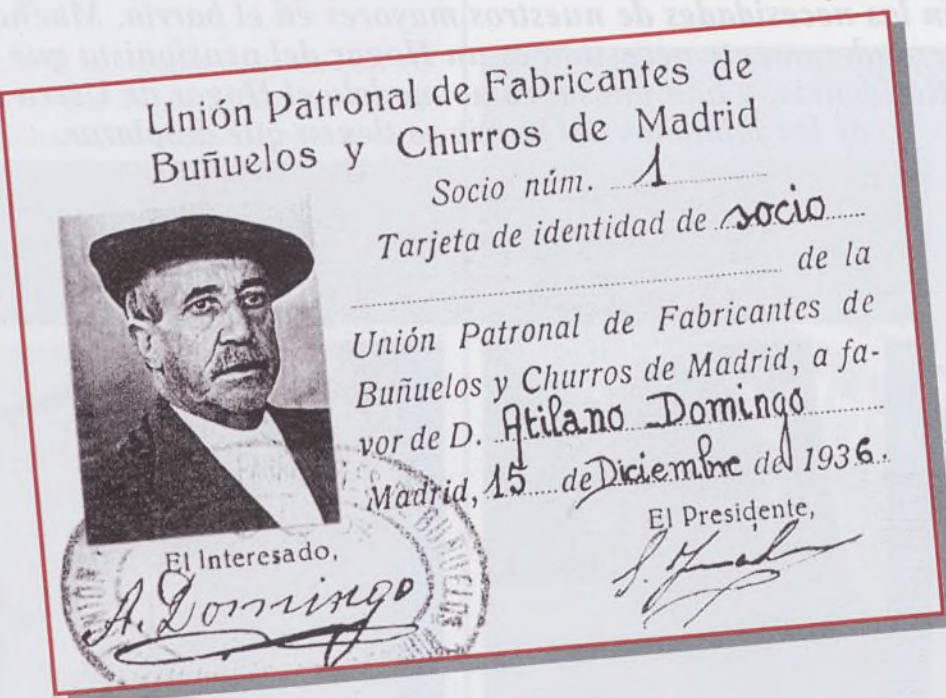 Unión Patronal de Fabricantes de
Buñuelos y Churros de Madrid
Socio núm. 1
Tarjeta de identidad de socio
de la
Unión Patronal de Fabricantes de
Buñuelos y Churros de Madrid, a fa-
vor de D. Atilano Domingo
Madrid, 15 de Diciembre de 1936.
El Interesado,
El Presidente,
A. Domingo
UNIÓN
BUÑUELOS